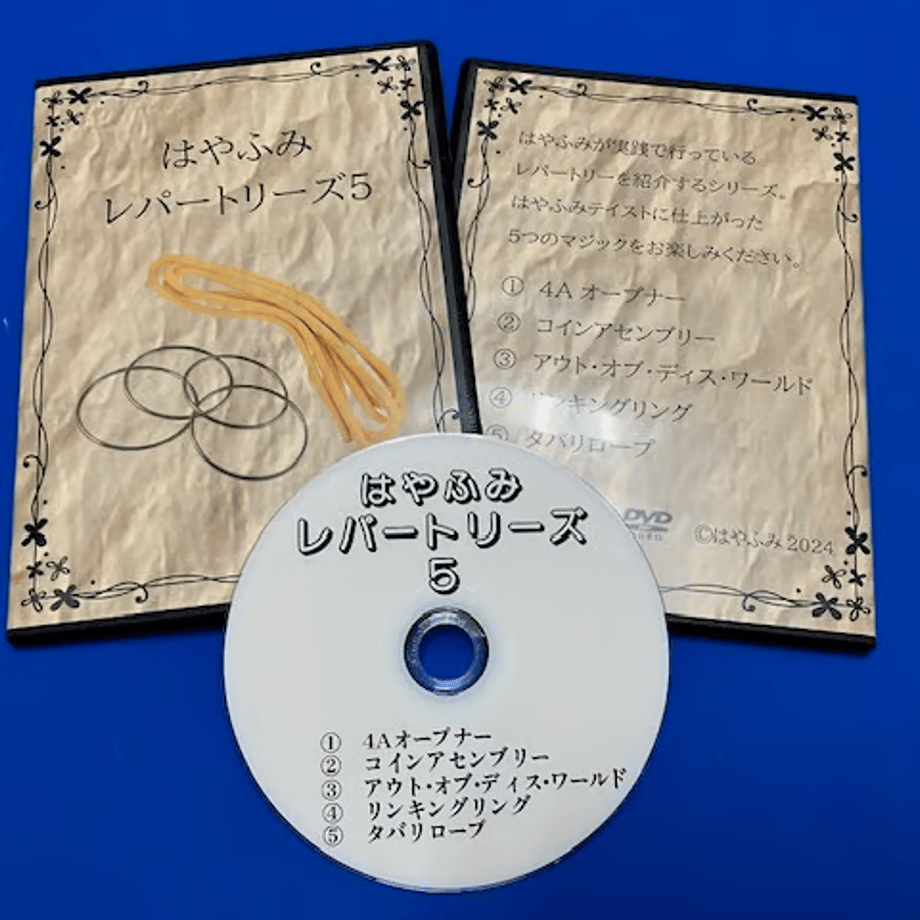 はやふみ
レパートリーズ5
はやふみが実践で行っている
レパートリーを紹介するシリーズ。
はやふみテイストに仕上がった
5つのマジックをお楽しみください。
① 4A オープナー
② コインアセンブリー
③ アウト・オブ・ディス・ワールド
④ リンキングリング
⑤ タバリロープ
DVD
VIDEO
©はやふみ 2024
はやふみ
レパートリーズ
5
① 4Aオープナー
② コインアセンブリー
③ アウト・オブ・ディス・ワールド
④ リンキングリング
⑤ タバリロープ